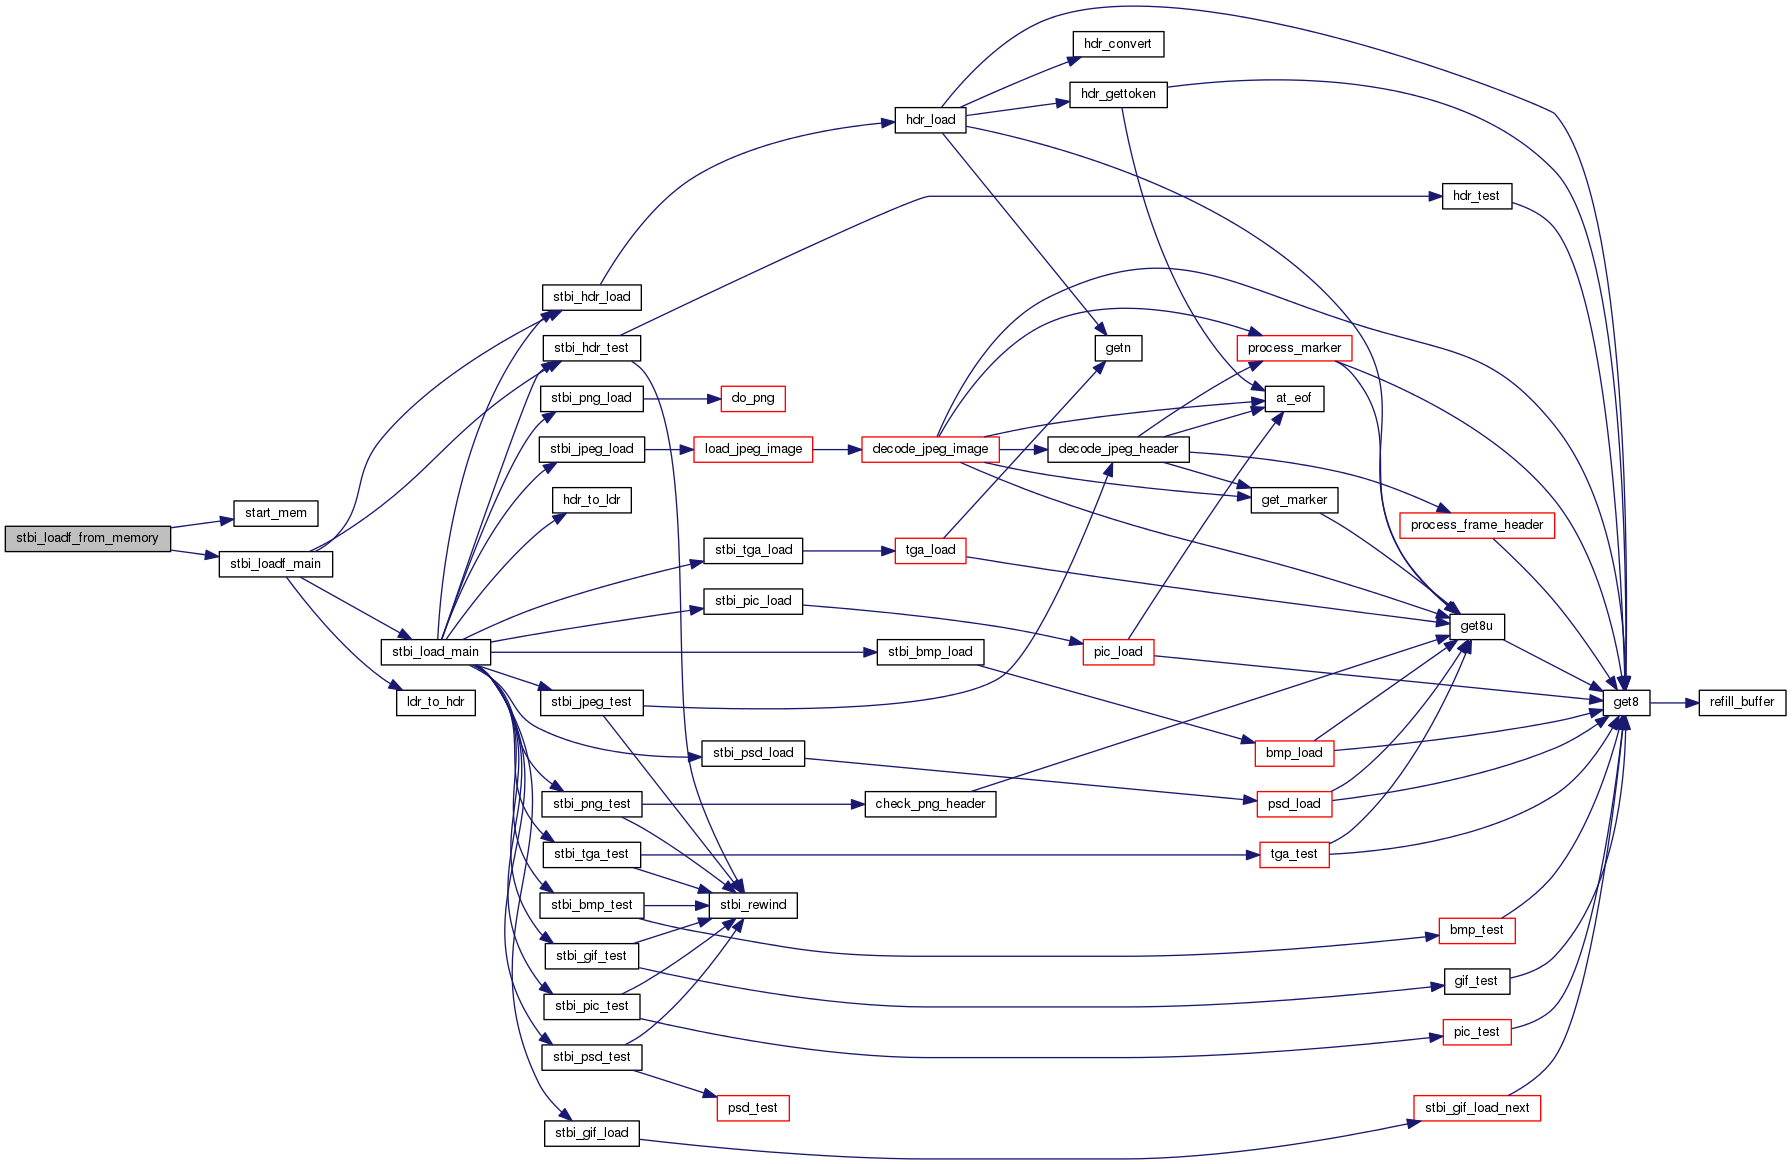 hdr_convert
hdr_gettoken
hdr_load
hdr_test
stbi_hdr_load
stbi_hdr_test
getn
process_marker
stbi_png_load
do_png
at_eof
stbi_jpeg_load
load_jpeg_image
decode_jpeg_image
decode_jpeg_header
hdr_to_ldr
get_marker
start_mem
process_frame_header
stbi_loadf_from_memory
stbi_loadf_main
stbi_tga_load
tga_load
stbi_pic_load
get8u
stbi_load_main
stbi_bmp_load
pic_load
ldr_to_hdr
stbi_jpeg_test
get8
refill_buffer
stbi_psd_load
bmp_load
stbi_png_test
check_png_header
psd_load
stbi_tga_test
tga_test
stbi_bmp_test
stbi_rewind
bmp_test
stbi_gif_test
gif_test
stbi_pic_test
pic_test
stbi_psd_test
psd_test
stbi_gif_load_next
stbi_gif_load